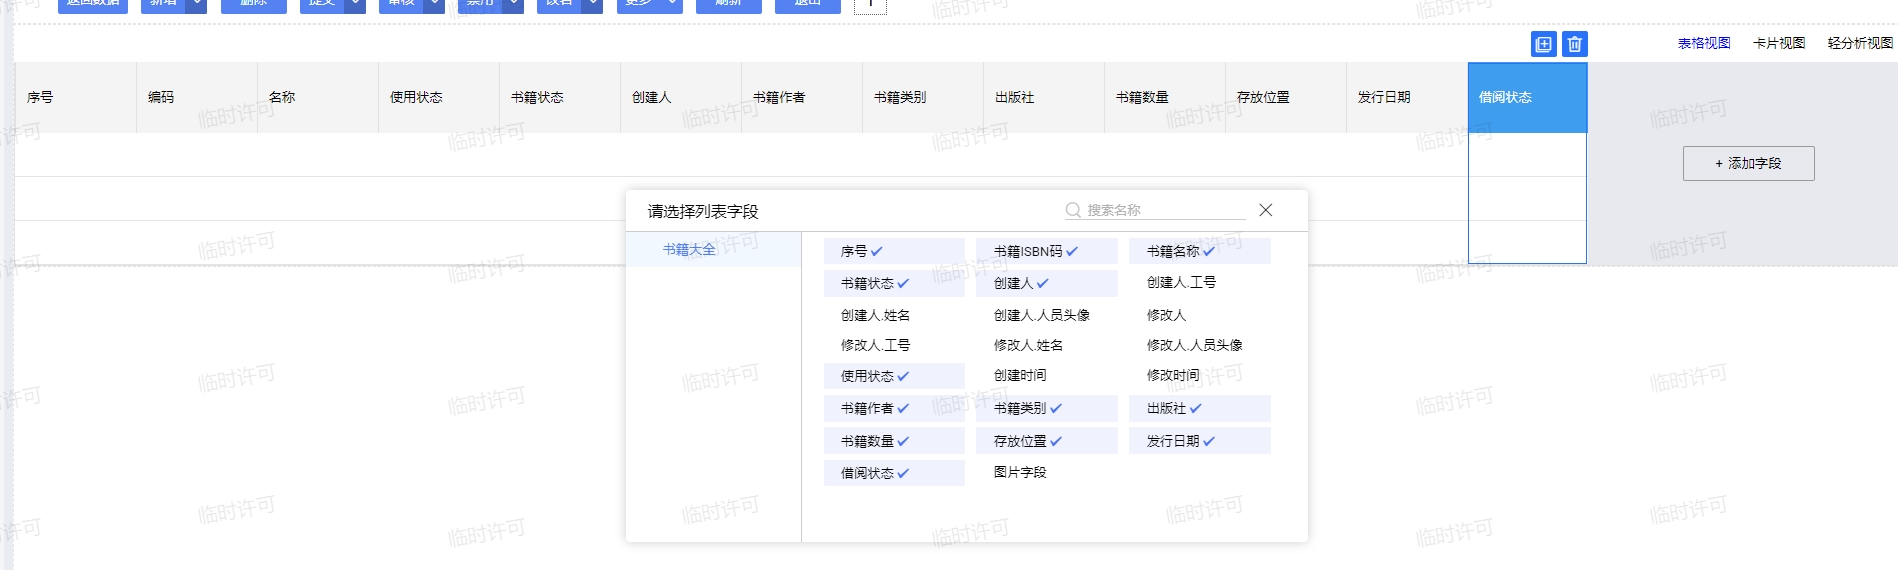 返回数据 新增 删除 提交 审核 禁用 改名 更多 刷新 退出
表格视图 卡片视图 轻分析视图
序号 编码 名称 使用状态 书籍状态 创建人 书籍作者 书籍类别 出版社 书籍数量 存放位置 发行日期 借阅状态
+ 添加字段
请选择列表字段 搜索名称
书籍大全
序号 书籍ISBN码 书籍名称
书籍状态 创建人 创建人.工号
创建人.姓名 创建人.人员头像 修改人
修改人.工号 修改人.姓名 修改人.人员头像
使用状态 创建时间 修改时间
书籍作者 书籍类别 出版社
书籍数量 存放位置 发行日期
借阅状态 图片字段
临时许可